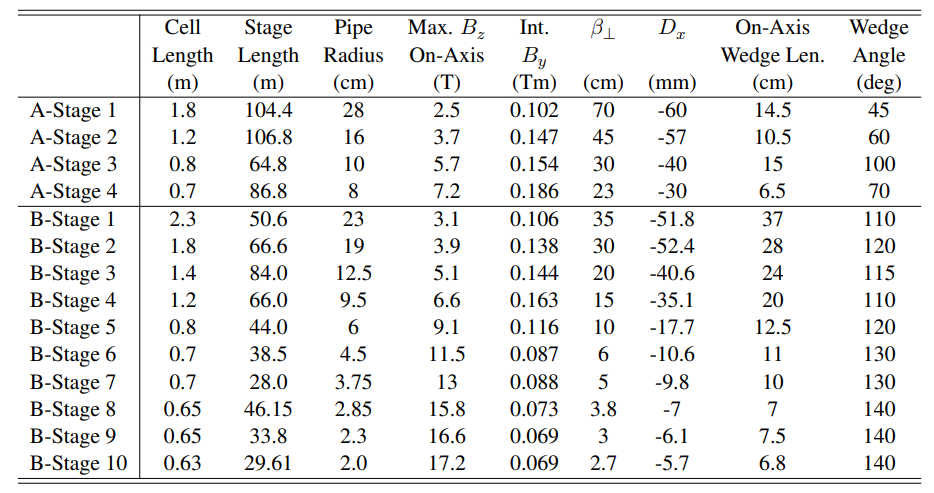 Cell Stage Pipe Max. B_z Int. β_⊥ D_x On-Axis Wedge
Length Length Radius On-Axis B_y Wedge Len. Angle
(m) (m) (cm) (T) (Tm) (cm) (mm) (cm) (deg)
A-Stage 1 1.8 104.4 28 2.5 0.102 70 -60 14.5 45
A-Stage 2 1.2 106.8 16 3.7 0.147 45 -57 10.5 60
A-Stage 3 0.8 64.8 10 5.7 0.154 30 -40 15 100
A-Stage 4 0.7 86.8 8 7.2 0.186 23 -30 6.5 70
B-Stage 1 2.3 50.6 23 3.1 0.106 35 -51.8 37 110
B-Stage 2 1.8 66.6 19 3.9 0.138 30 -52.4 28 120
B-Stage 3 1.4 84.0 12.5 5.1 0.144 20 -40.6 24 115
B-Stage 4 1.2 66.0 9.5 6.6 0.163 15 -35.1 20 110
B-Stage 5 0.8 44.0 6 9.1 0.116 10 -17.7 12.5 120
B-Stage 6 0.7 38.5 4.5 11.5 0.087 6 -10.6 11 130
B-Stage 7 0.7 28.0 3.75 13 0.088 5 -9.8 10 130
B-Stage 8 0.65 46.15 2.85 15.8 0.073 3.8 -7 7 140
B-Stage 9 0.65 33.8 2.3 16.6 0.069 3 -6.1 7.5 140
B-Stage 10 0.63 29.61 2.0 17.2 0.069 2.7 -5.7 6.8 140